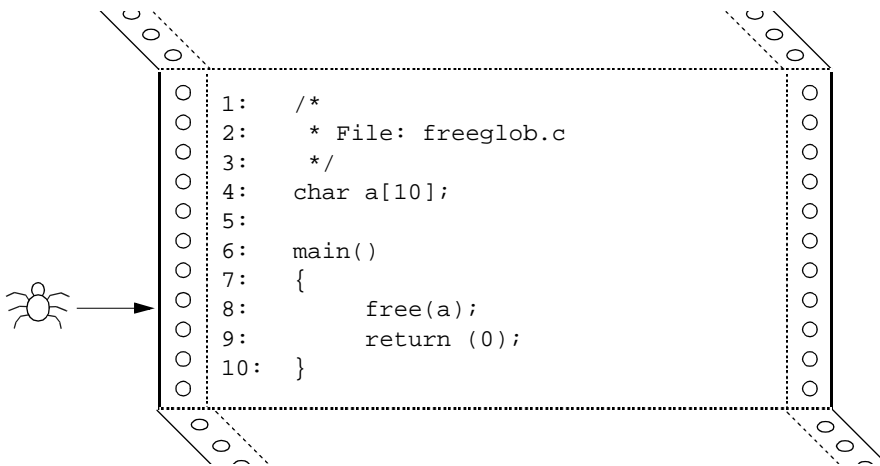 1: /*
2: * File: freeglob.c
3: */
4: char a[10];
5:
6: main()
7: {
8: free(a);
9: return (0);
10: }